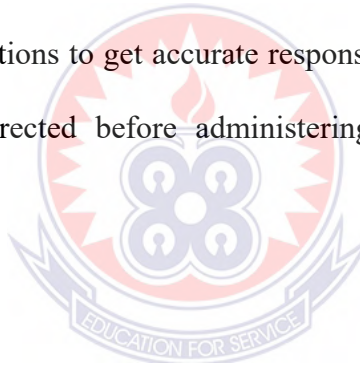 tions to get accurate respons
rected before administering
EDUCATION FOR SERVICE